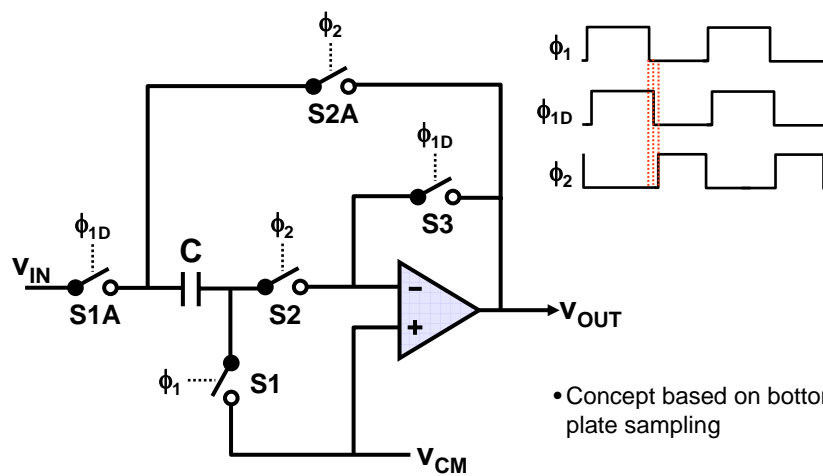 ϕ2
S2A
ϕ1D
S3
ϕ1D
vIN
S1A
C
ϕ2
S2
−
+
vOUT
ϕ1
S1
VCM
ϕ1
ϕ1D
ϕ2
• Concept based on bottom
plate sampling